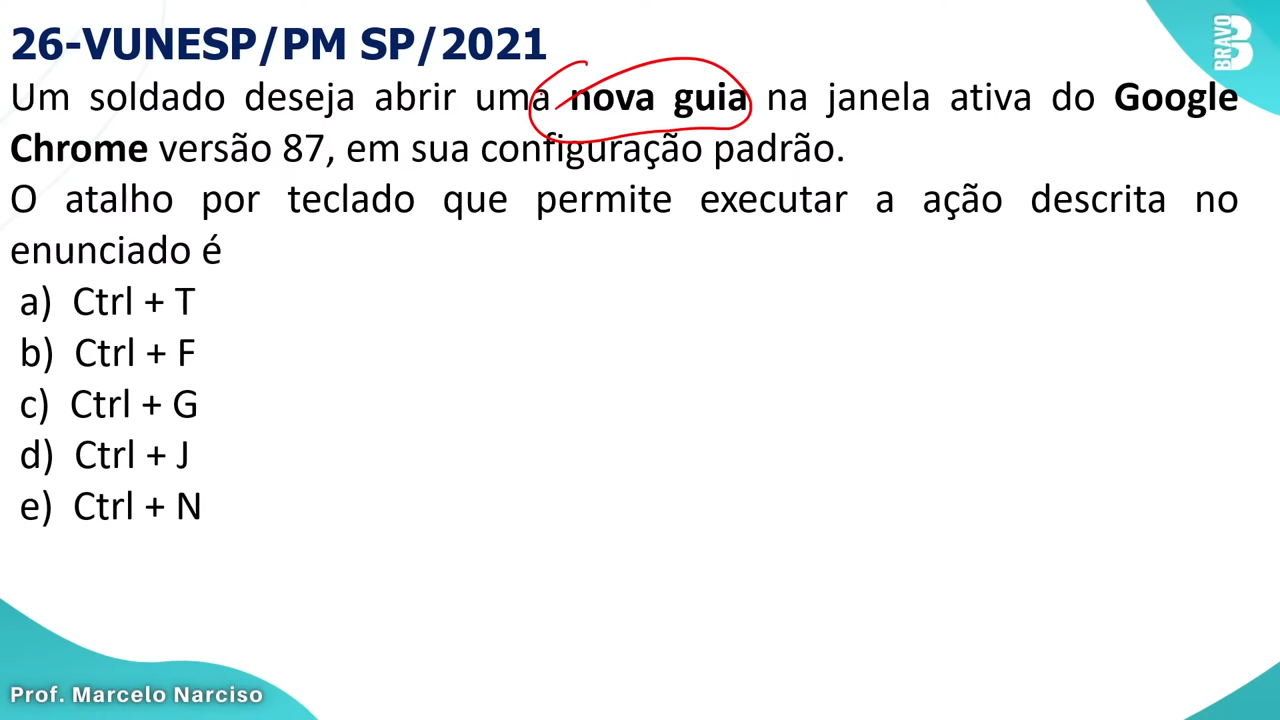 26-VUNESP/PM SP/2021
BRAVO
Um soldado deseja abrir uma nova guia na janela ativa do Google
Chrome versão 87, em sua configuração padrão.
O atalho por teclado que permite executar a ação descrita no
enunciado é
a) Ctrl + T
b) Ctrl + F
c) Ctrl + G
d) Ctrl + J
e) Ctrl + N
Prof. Marcelo Narciso